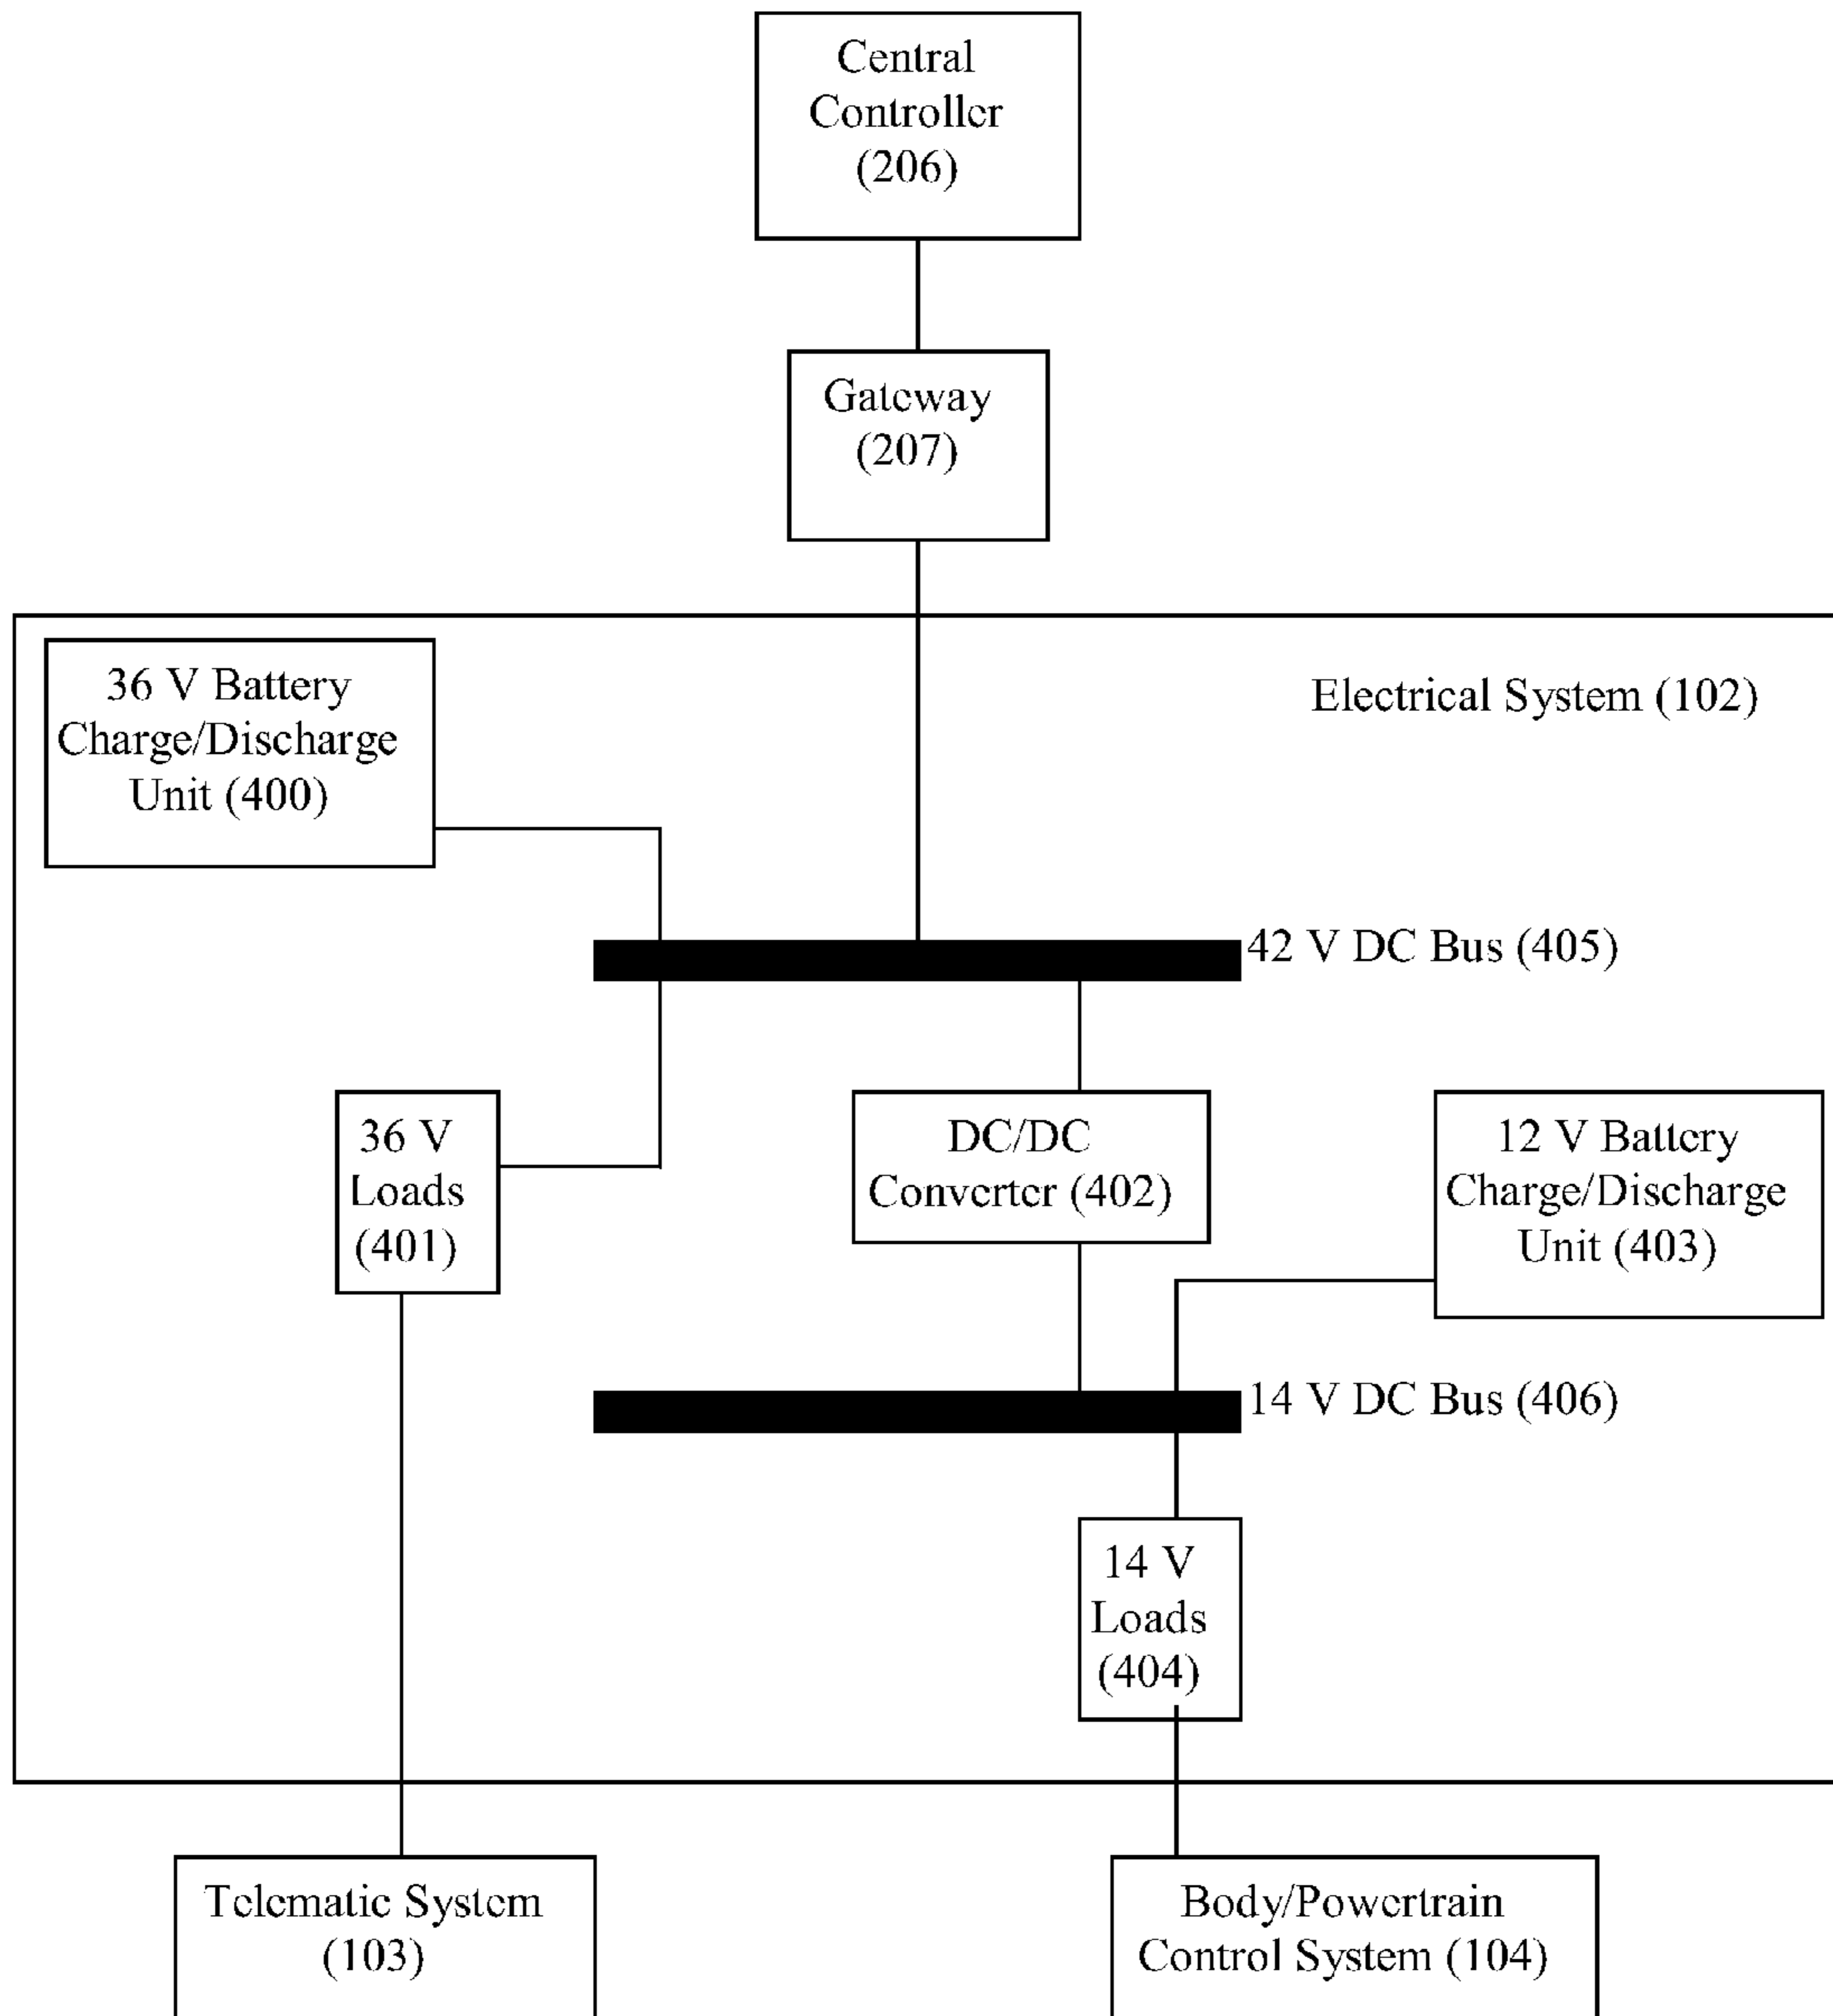 Central
Controller
(206)
Gateway
(207)
36 V Battery
Charge/Discharge
Unit (400)
Electrical System (102)
42 V DC Bus (405)
36 V
Loads
(401)
DC/DC
Converter (402)
12 V Battery
Charge/Discharge
Unit (403)
14 V DC Bus (406)
14 V
Loads
(404)
Telematic System
(103)
Body/Powertrain
Control System (104)